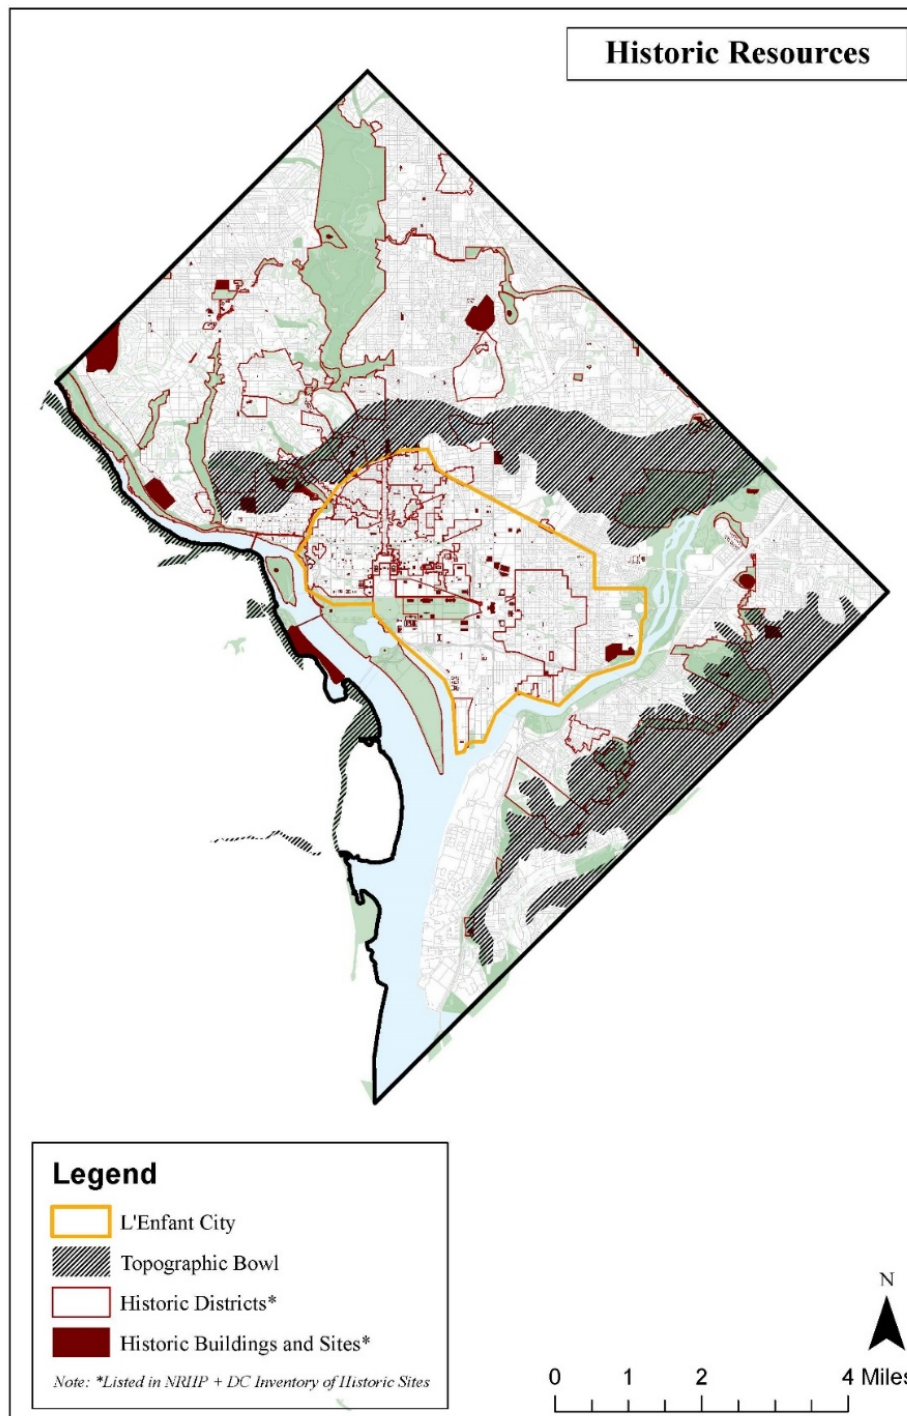 Historic Resources
Legend
L'Enfant City
Topographic Bowl
Historic Districts*
Historic Buildings and Sites*
Note: *Listed in NRHP + DC Inventory of Historic Sites
N
0 1 2 4 Miles